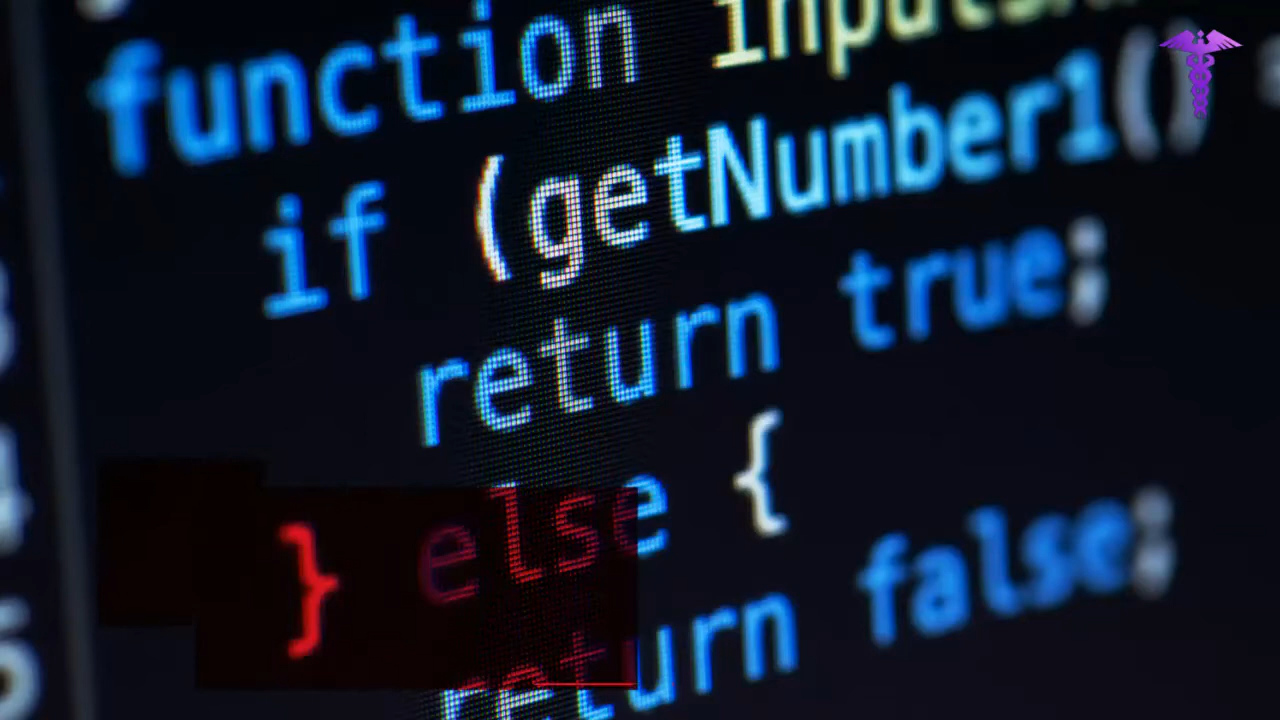 function
if (getNumber1()
return true;
} else {
return false;